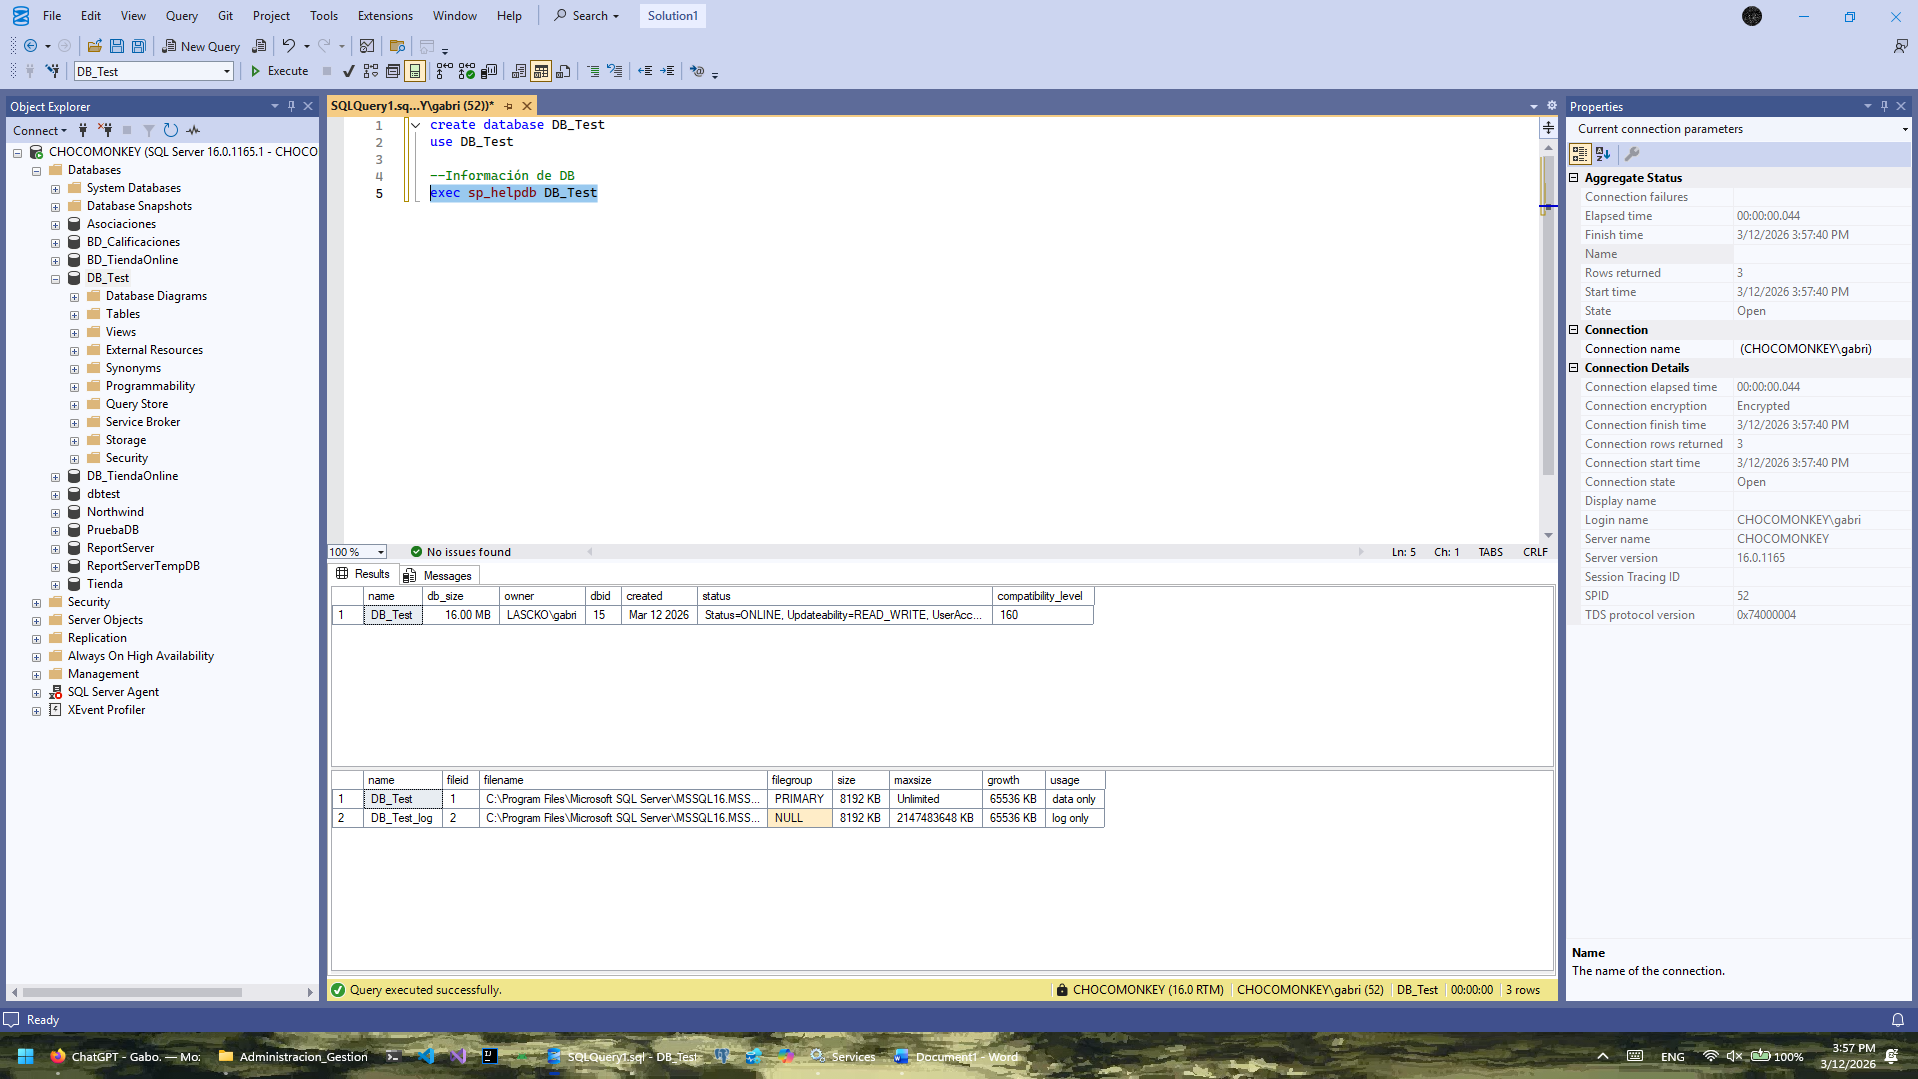 File Edit View Query Git Project Tools Extensions Window Help Search Solution1
New Query
DB_Test Execute
Object Explorer
Connect
CHOCOMONKEY (SQL Server 16.0.1165.1 - CHOCO
Databases
System Databases
Database Snapshots
Asociaciones
BD_Calificaciones
BD_TiendaOnline
DB_Test
Database Diagrams
Tables
Views
External Resources
Synonyms
Programmability
Query Store
Service Broker
Storage
Security
DB_TiendaOnline
dbtest
Northwind
PruebaDB
ReportServer
ReportServerTempDB
Tienda
Security
Server Objects
Replication
Always On High Availability
Management
SQL Server Agent
XEvent Profiler
SQLQuery1.sq...Y\gabri (52))*
1 create database DB_Test
2 use DB_Test
3
4 --Información de DB
5 exec sp_helpdb DB_Test
100 % No issues found Ln: 5 Ch: 1 TABS CRLF
Results Messages
name db_size owner dbid created status compatibility_level
1 DB_Test 16.00 MB LASCKO\gabri 15 Mar 12 2026 Status=ONLINE, Updateability=READ_WRITE, UserAcc... 160
name fileid filename filegroup size maxsize growth usage
1 DB_Test 1 C:\Program Files\Microsoft SQL Server\MSSQL16.MSS... PRIMARY 8192 KB Unlimited 65536 KB data only
2 DB_Test_log 2 C:\Program Files\Microsoft SQL Server\MSSQL16.MSS... NULL 8192 KB 2147483648 KB 65536 KB log only
Query executed successfully. CHOCOMONKEY (16.0 RTM) CHOCOMONKEY\gabri (52) DB_Test 00:00:00 3 rows
Properties
Current connection parameters
Aggregate Status
Connection failures
Elapsed time 00:00:00.044
Finish time 3/12/2026 3:57:40 PM
Name
Rows returned 3
Start time 3/12/2026 3:57:40 PM
State Open
Connection
Connection name (CHOCOMONKEY\gabri)
Connection Details
Connection elapsed time 00:00:00.044
Connection encryption Encrypted
Connection finish time 3/12/2026 3:57:40 PM
Connection rows returned 3
Connection start time 3/12/2026 3:57:40 PM
Connection state Open
Display name
Login name CHOCOMONKEY\gabri
Server name CHOCOMONKEY
Server version 16.0.1165
Session Tracing ID
SPID 52
TDS protocol version 0x74000004
Name
The name of the connection.
Ready
ChatGPT - Gabo. — Mo: Administracion_Gestion SQLQuery1.sql - DB_Test Services Document1 - Word ENG 100% 3:57 PM
3/12/2026